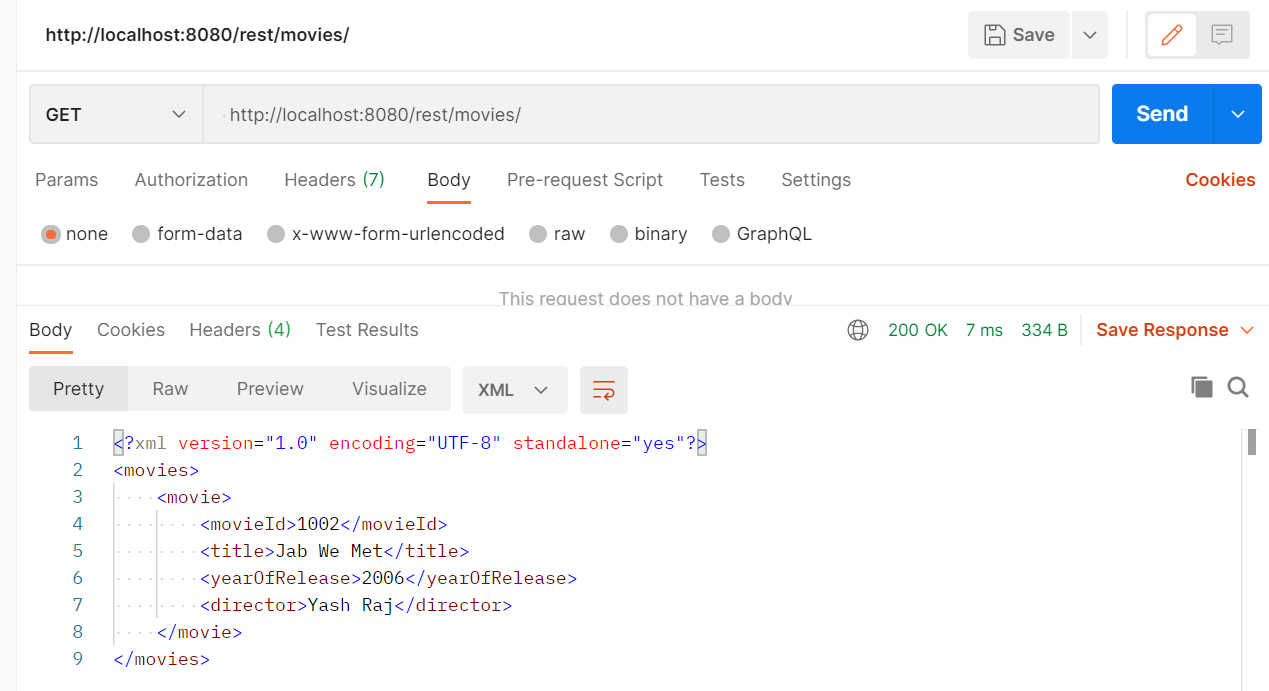 http://localhost:8080/rest/movies/
Save
GET
http://localhost:8080/rest/movies/
Send
Params Authorization Headers (7) Body Pre-request Script Tests Settings Cookies
none form-data x-www-form-urlencoded raw binary GraphQL
This request does not have a body
Body Cookies Headers (4) Test Results 200 OK 7 ms 334 B Save Response
Pretty Raw Preview Visualize XML
1 <?xml version="1.0" encoding="UTF-8" standalone="yes"?>
2 <movies>
3 <movie>
4 <movieId>1002</movieId>
5 <title>Jab We Met</title>
6 <yearOfRelease>2006</yearOfRelease>
7 <director>Yash Raj</director>
8 </movie>
9 </movies>